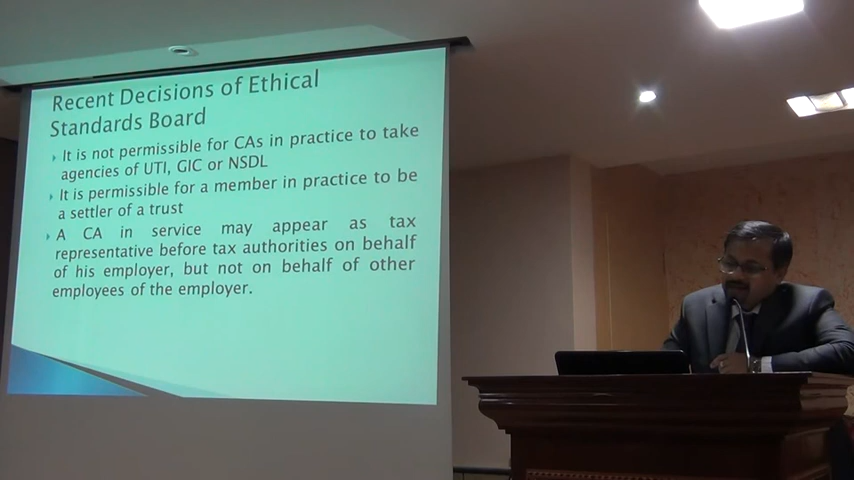 Recent Decisions of Ethical
Standards Board
It is not permissible for CAs in practice to take
agencies of UTI, GIC or NSDL
It is permissible for a member in practice to be
a settler of a trust
A CA in service may appear as tax
representative before tax authorities on behalf
of his employer, but not on behalf of other
employees of the employer.